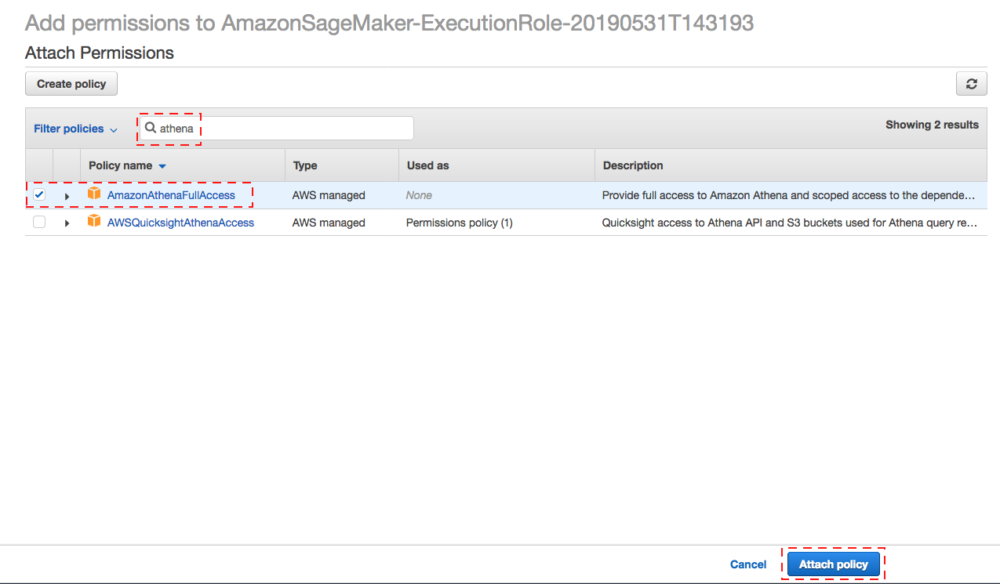 Add permissions to AmazonSageMaker-ExecutionRole-20190531T143193
Attach Permissions
Create policy
Filter policies athena Showing 2 results
Policy name Type Used as Description
AmazonAthenaFullAccess AWS managed None Provide full access to Amazon Athena and scoped access to the depende…
AWSQuicksightAthenaAccess AWS managed Permissions policy (1) Quicksight access to Athena API and S3 buckets used for Athena query re…
Cancel Attach policy